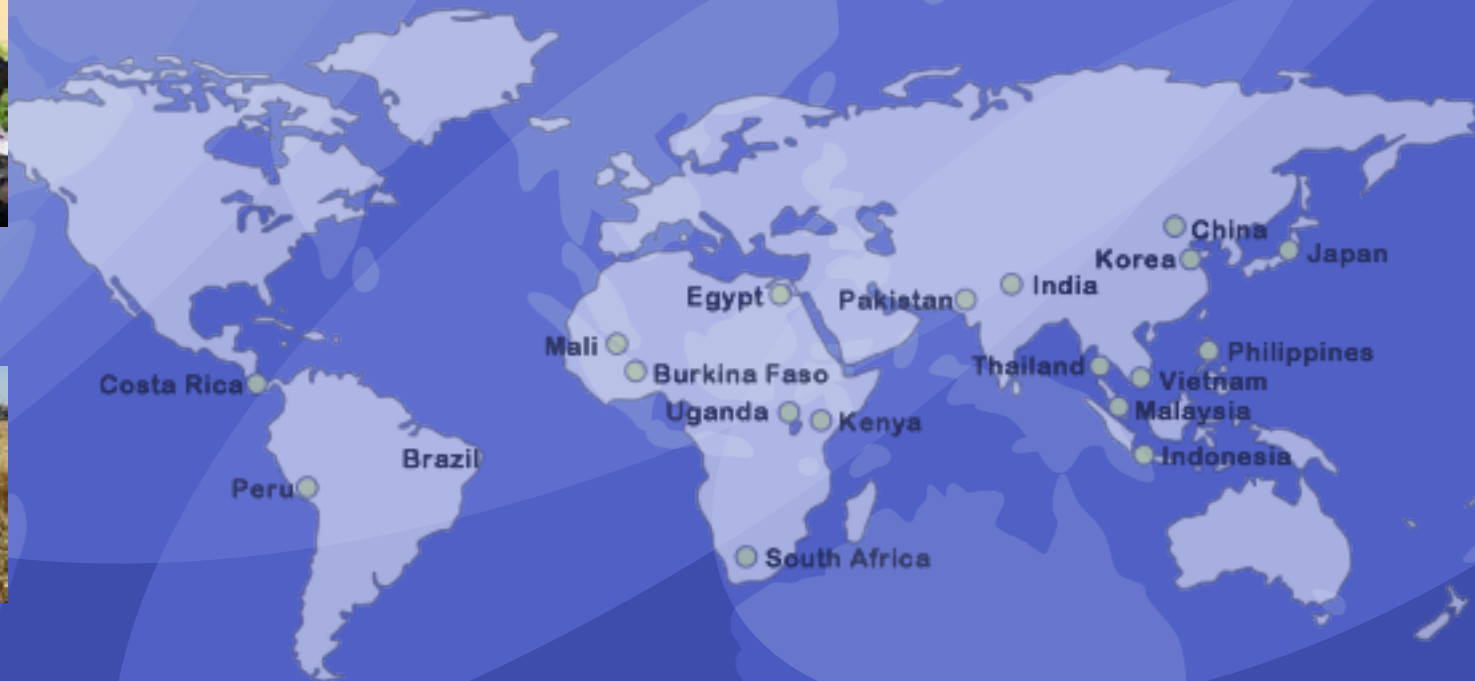 China
Japan
Korea
India
Egypt
Pakistan
Mali
Philippines
Thailand
Burkina Faso
Vietnam
Costa Rica
Uganda
Malaysia
Kenya
Brazil
Indonesia
Peru
South Africa